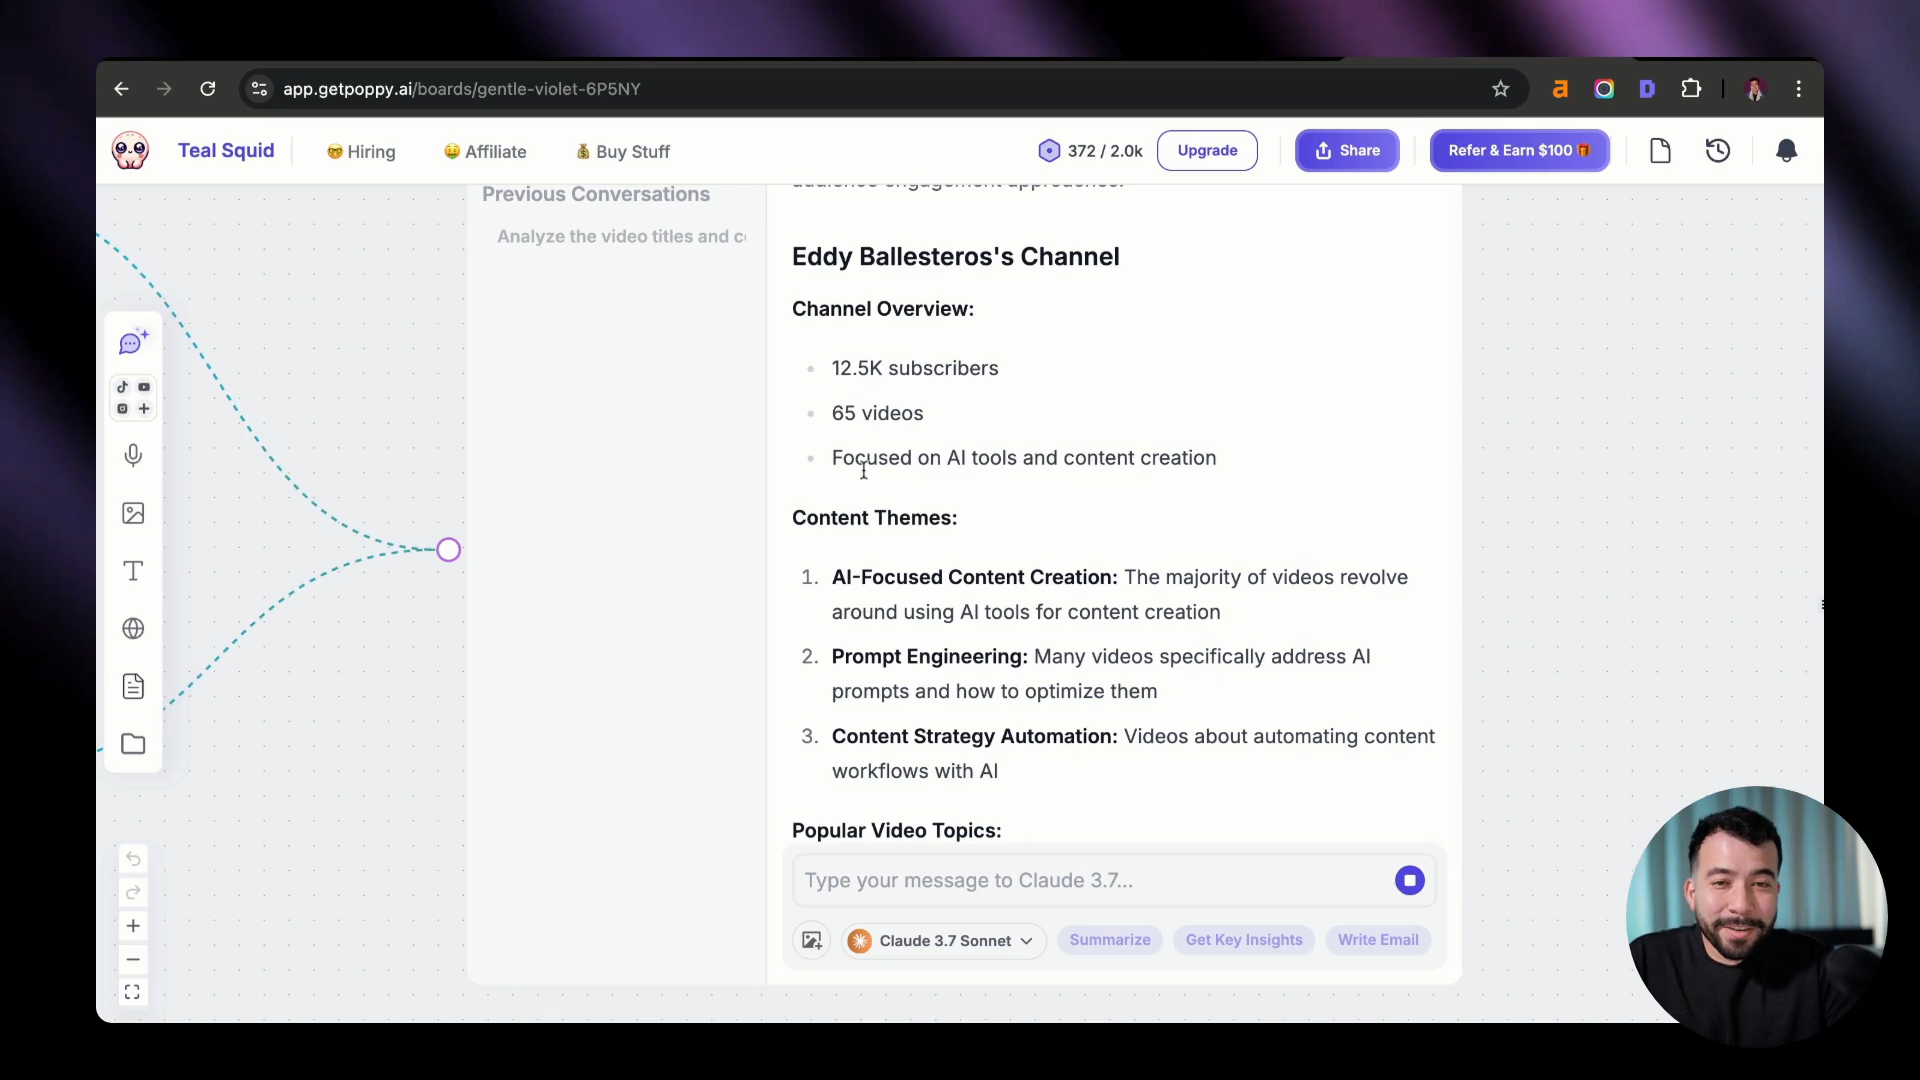 app.getpoppy.ai/boards/gentle-violet-6P5NY
Teal Squid
Hiring
Affiliate
Buy Stuff
372 / 2.0k
Upgrade
Share
Refer & Earn $100
Previous Conversations
Analyze the video titles and c
audience engagement approaches.
Eddy Ballesteros's Channel
Channel Overview:
12.5K subscribers
65 videos
Focused on AI tools and content creation
Content Themes:
1. AI-Focused Content Creation: The majority of videos revolve
around using AI tools for content creation
2. Prompt Engineering: Many videos specifically address AI
prompts and how to optimize them
3. Content Strategy Automation: Videos about automating content
workflows with AI
Popular Video Topics:
Type your message to Claude 3.7...
Claude 3.7 Sonnet
Summarize
Get Key Insights
Write Email